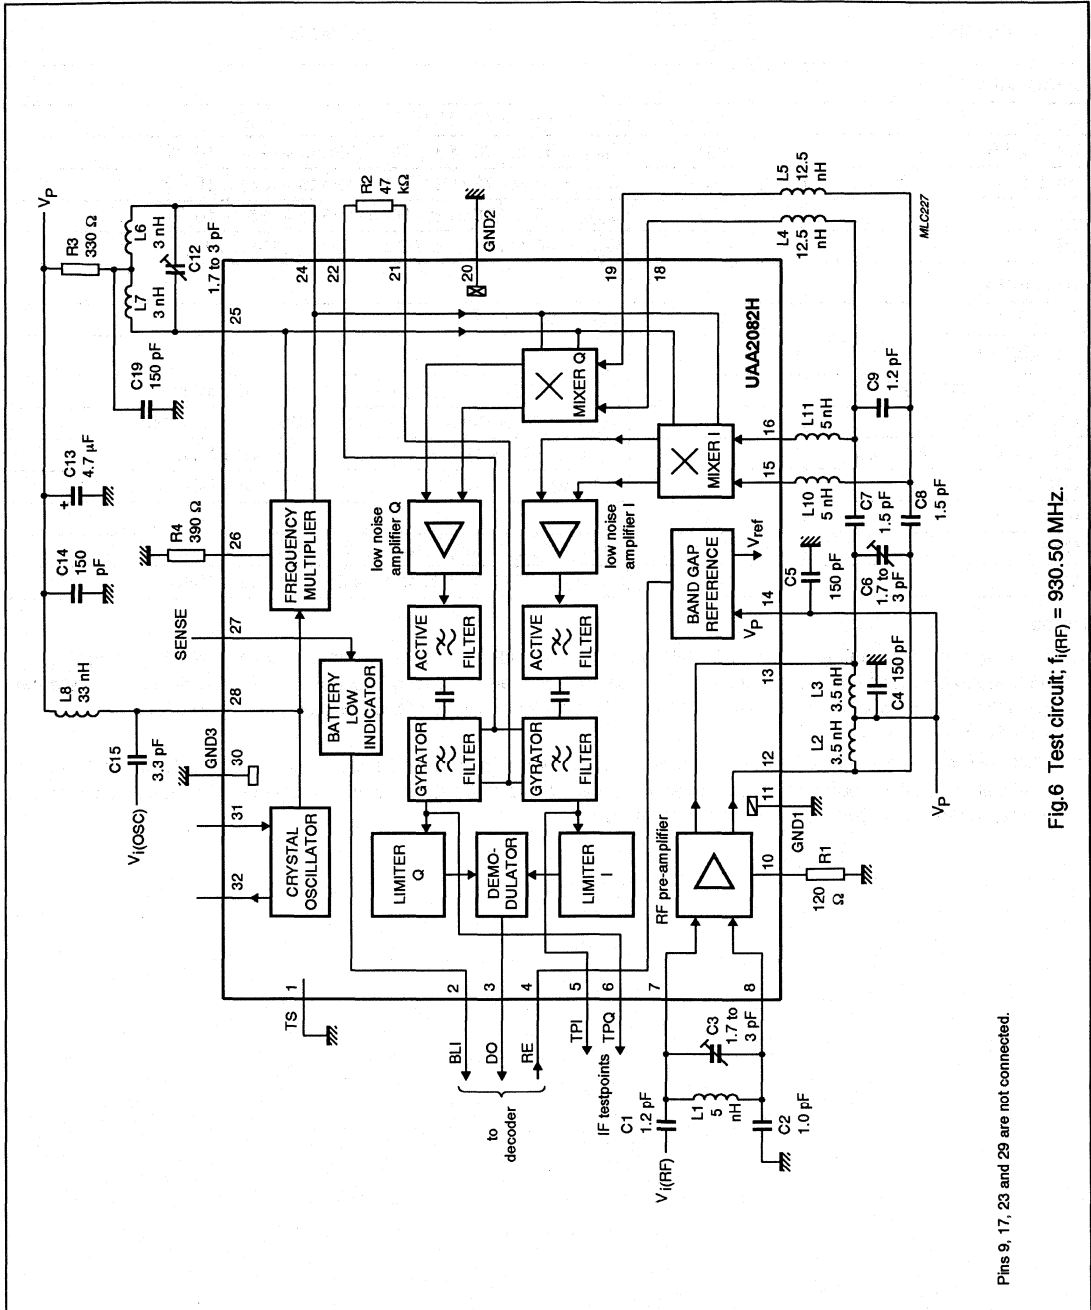 VP
R3
330 Ω
L6
3 nH
L7
3 nH
C12
1.7 to 3 pF
C19
150 pF
C13
4.7 µF
+
C14
150
pF
R4
390 Ω
L8
33 nH
C15
3.3 pF
Vi(OSC)
GND3
SENSE
R2
47
kΩ
GND2
32
31
30
28
27
26
25
24
22
21
20
19
18
CRYSTAL
OSCILLATOR
FREQUENCY
MULTIPLIER
BATTERY
LOW
INDICATOR
low noise
amplifier Q
MIXER Q
ACTIVE
FILTER
GYRATOR
FILTER
LIMITER
Q
DEMO-
DULATOR
LIMITER
I
GYRATOR
FILTER
ACTIVE
FILTER
low noise
amplifier I
MIXER I
UAA2082H
BAND GAP
REFERENCE
Vref
VP
RF pre-amplifier
TS
1
2
3
4
5
6
7
8
BLI
DO
RE
to
decoder
TPI
TPQ
IF testpoints
C1
1.2 pF
Vi(RF)
L1
5
nH
C3
1.7 to
3 pF
C2
1.0 pF
10
11
12
13
14
15
16
R1
120
Ω
GND1
L2
3.5 nH
L3
3.5 nH
C4
150 pF
VP
C5
150 pF
C6
1.7 to
3 pF
C7
1.5 pF
C8
1.5 pF
L10
5 nH
L11
5 nH
C9
1.2 pF
L4
12.5
nH
L5
12.5
nH
MLC227
Pins 9, 17, 23 and 29 are not connected.
Fig.6 Test circuit; fi(RF) = 930.50 MHz.